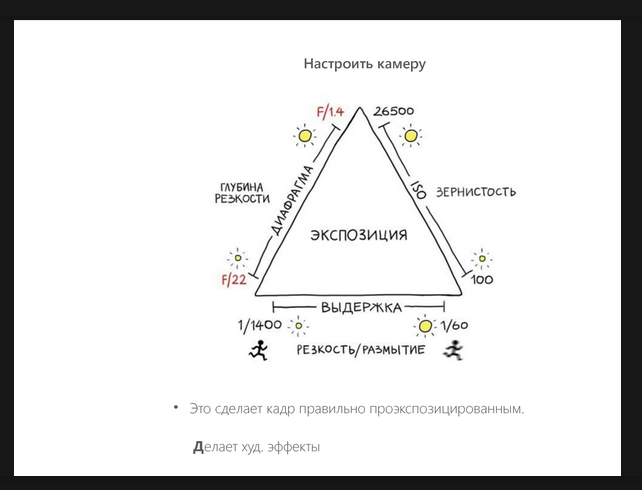 Настроить камеру
F/1.4
26500
ГЛУБИНА
РЕЗКОСТИ
ДИАФРАГМА
ISO
ЗЕРНИСТОСТЬ
ЭКСПОЗИЦИЯ
F/22
100
ВЫДЕРЖКА
1/1400
1/60
РЕЗКОСТЬ/РАЗМЫТИЕ
• Это сделает кадр правильно проэкспозицированным.
Делает худ. эффекты